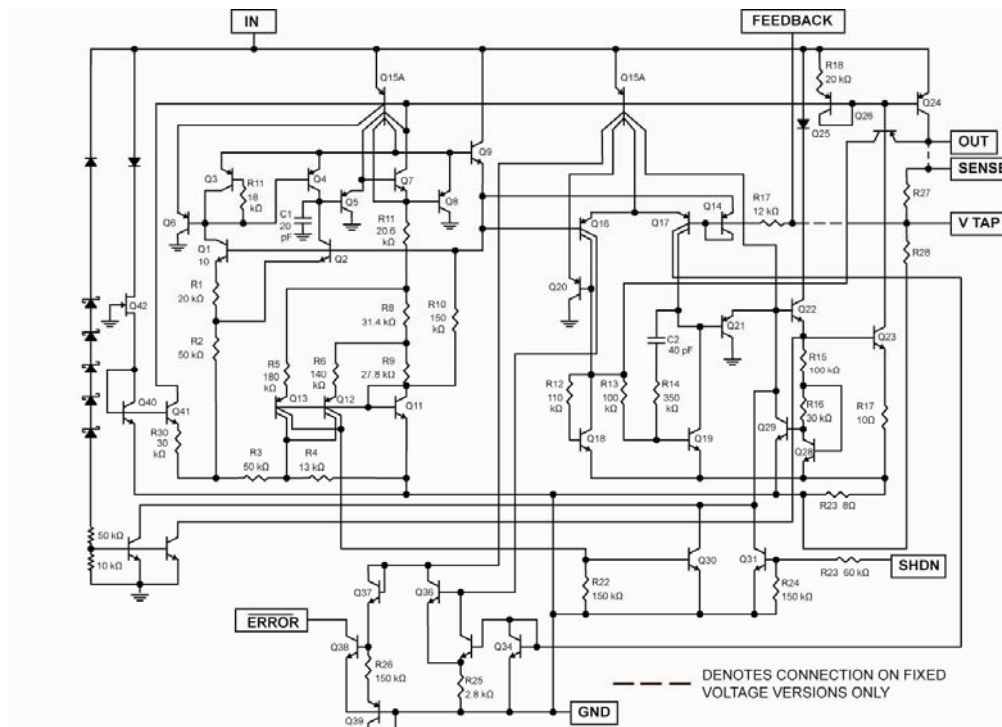 IN
FEEDBACK
Q15A
Q15A
R18
20 kΩ
Q26
Q24
Q25
OUT
SENSE
V TAP
Q9
Q3
R11
18
kΩ
Q4
Q7
Q5
Q8
Q6
C1
20
pF
Q1
10
Q2
R11
20.6
kΩ
R1
20 kΩ
R2
50 kΩ
R8
31.4 kΩ
R10
150
kΩ
R5
180
kΩ
R6
140
kΩ
R9
27.8 kΩ
Q13
Q12
Q11
Q42
Q40
Q41
R30
30
kΩ
R3
50 kΩ
R4
13 kΩ
Q16
Q17
Q14
R17
12 kΩ
R27
R28
Q20
Q21
Q22
Q23
C2
40 pF
R12
110
kΩ
R13
100
kΩ
R14
350
kΩ
R15
100 kΩ
R16
30 kΩ
R17
10Ω
Q18
Q19
Q29
Q28
R23 8Ω
50 kΩ
10 kΩ
Q30
Q31
R22
150 kΩ
R24
150 kΩ
R23 60 kΩ
SHDN
Q37
Q36
ERROR
Q38
Q34
R26
150 kΩ
R25
2.8 kΩ
Q39
GND
DENOTES CONNECTION ON FIXED
VOLTAGE VERSIONS ONLY